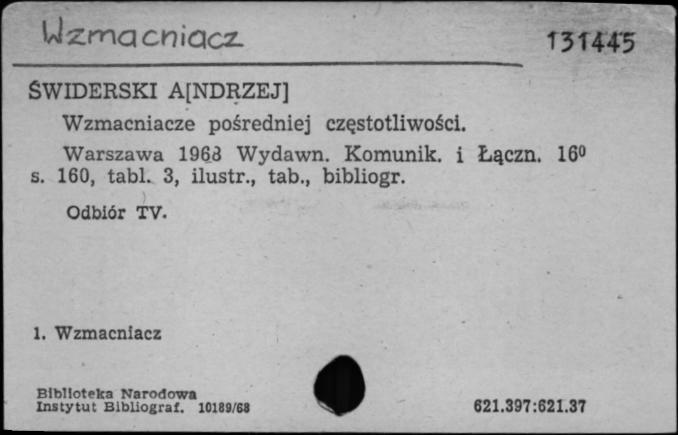 Wzmacniacz 131445
ŚWIDERSKI A[NDRZEJ]
Wzmacniacze pośredniej częstotliwości.
Warszawa 1968 Wydawn. Komunik. i Łączn. 16⁰
s. 160, tabl. 3, ilustr., tab., bibliogr.
Odbiór TV.
1. Wzmacniacz
Biblioteka Narodowa
Instytut Bibliograf. 10189/68 621.397:621.37